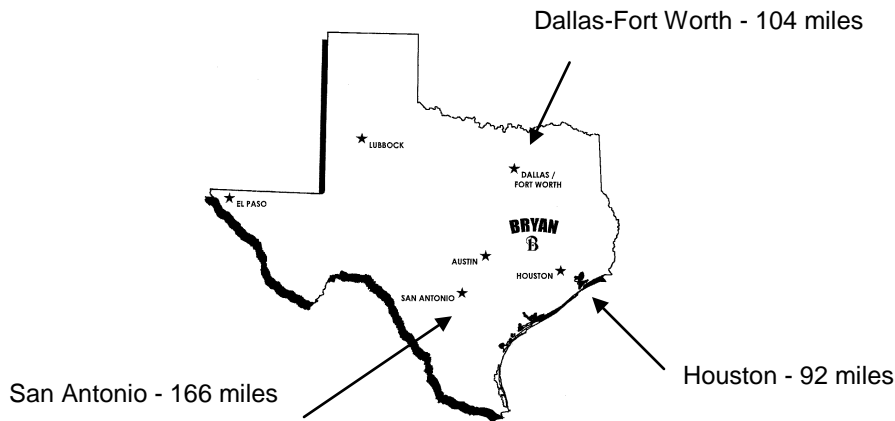 Dallas-Fort Worth - 104 miles
LUBBOCK
DALLAS /
FORT WORTH
EL PASO
BRYAN
B
AUSTIN
HOUSTON
SAN ANTONIO
Houston - 92 miles
San Antonio - 166 miles